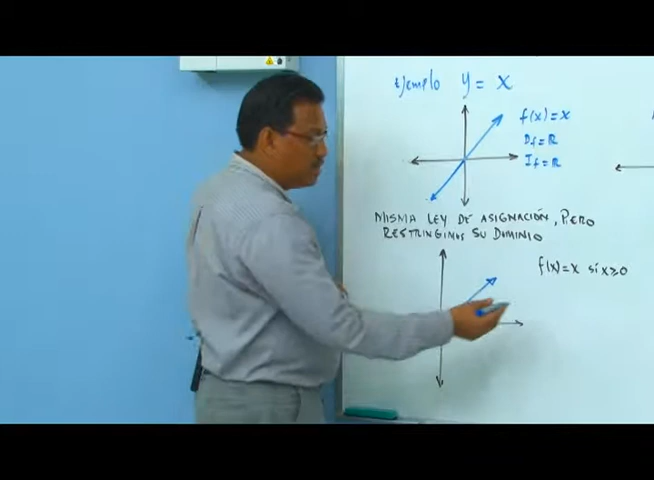 Ejemplo y = x
f(x) = x
Df = ℝ
If = ℝ
MISMA LEY DE ASIGNACIÓN, PERO
RESTRINGIMOS SU DOMINIO
f(x) = x si x ≥ 0